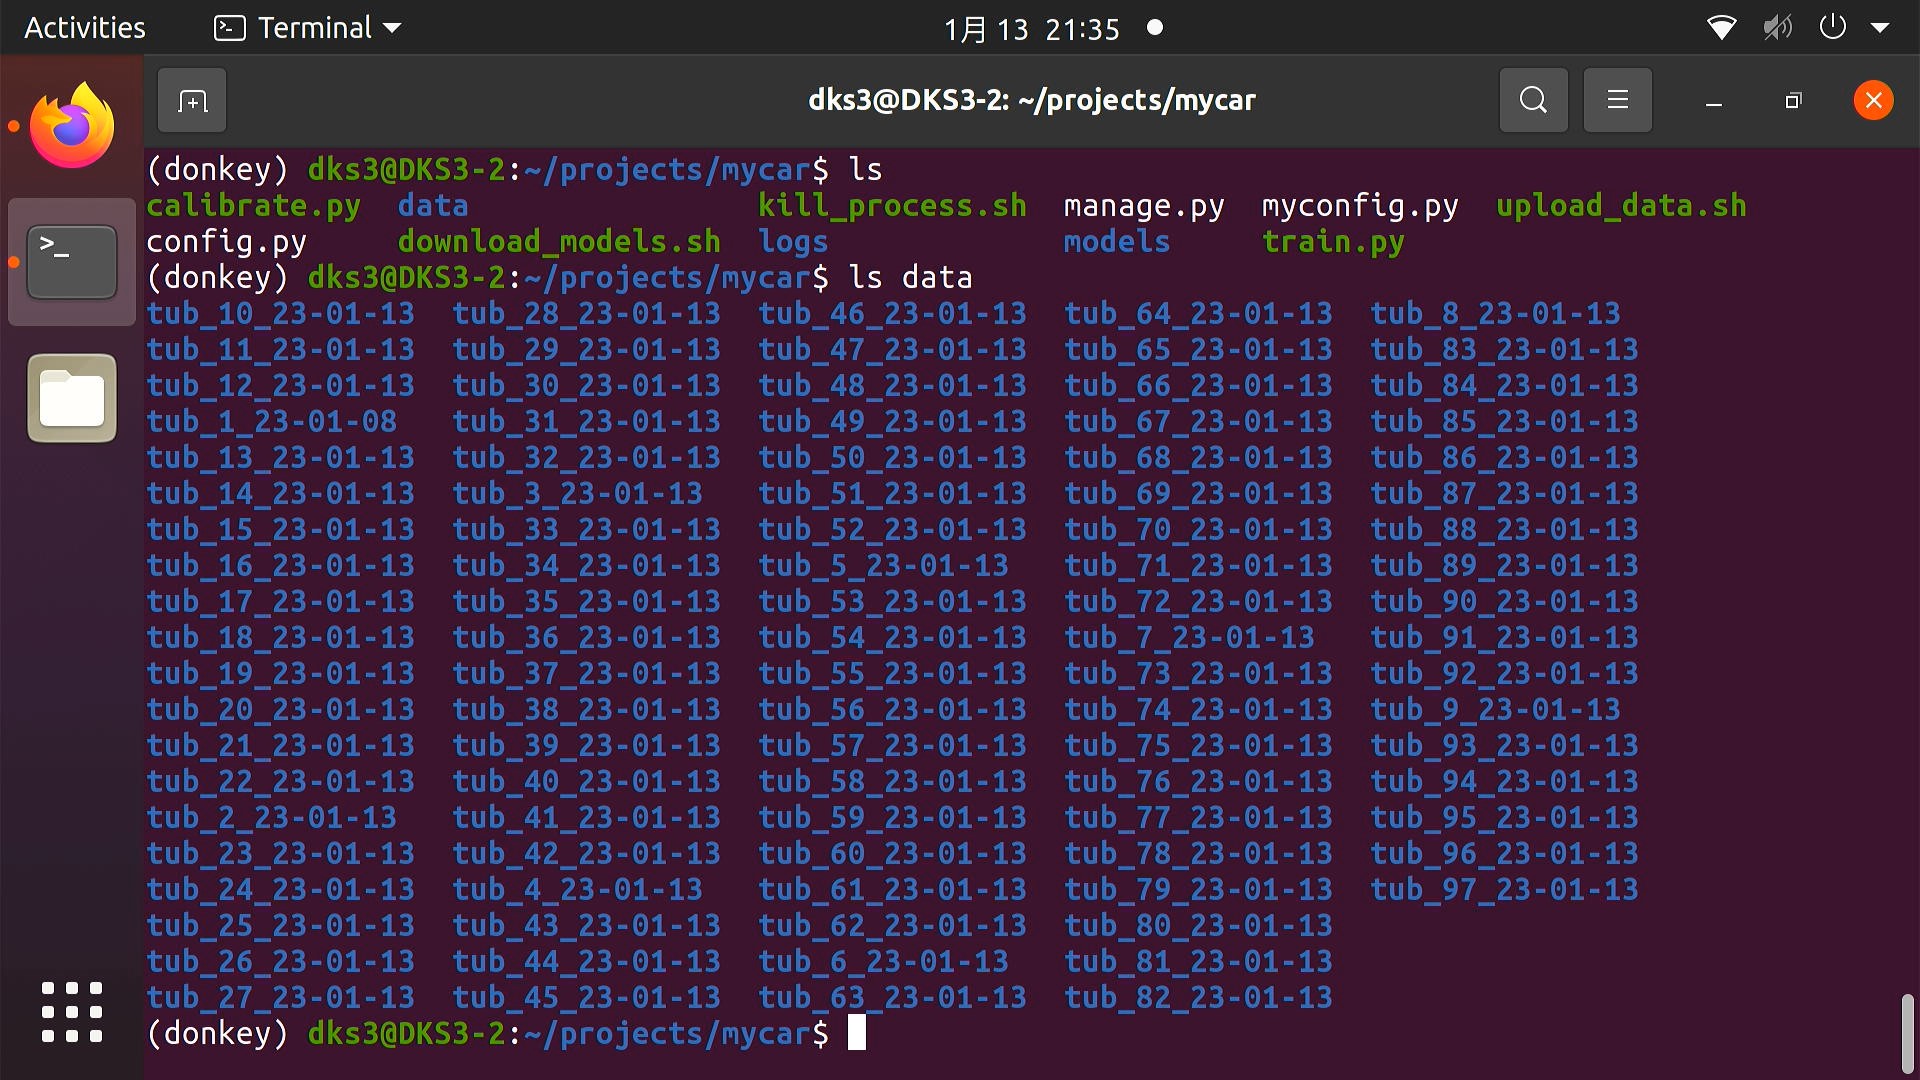 Activities Terminal 1月 13 21:35
dks3@DKS3-2: ~/projects/mycar
(donkey) dks3@DKS3-2:~/projects/mycar$ ls
calibrate.py data kill_process.sh manage.py myconfig.py upload_data.sh
config.py download_models.sh logs models train.py
(donkey) dks3@DKS3-2:~/projects/mycar$ ls data
tub_10_23-01-13 tub_28_23-01-13 tub_46_23-01-13 tub_64_23-01-13 tub_8_23-01-13
tub_11_23-01-13 tub_29_23-01-13 tub_47_23-01-13 tub_65_23-01-13 tub_83_23-01-13
tub_12_23-01-13 tub_30_23-01-13 tub_48_23-01-13 tub_66_23-01-13 tub_84_23-01-13
tub_1_23-01-08 tub_31_23-01-13 tub_49_23-01-13 tub_67_23-01-13 tub_85_23-01-13
tub_13_23-01-13 tub_32_23-01-13 tub_50_23-01-13 tub_68_23-01-13 tub_86_23-01-13
tub_14_23-01-13 tub_3_23-01-13 tub_51_23-01-13 tub_69_23-01-13 tub_87_23-01-13
tub_15_23-01-13 tub_33_23-01-13 tub_52_23-01-13 tub_70_23-01-13 tub_88_23-01-13
tub_16_23-01-13 tub_34_23-01-13 tub_5_23-01-13 tub_71_23-01-13 tub_89_23-01-13
tub_17_23-01-13 tub_35_23-01-13 tub_53_23-01-13 tub_72_23-01-13 tub_90_23-01-13
tub_18_23-01-13 tub_36_23-01-13 tub_54_23-01-13 tub_7_23-01-13 tub_91_23-01-13
tub_19_23-01-13 tub_37_23-01-13 tub_55_23-01-13 tub_73_23-01-13 tub_92_23-01-13
tub_20_23-01-13 tub_38_23-01-13 tub_56_23-01-13 tub_74_23-01-13 tub_9_23-01-13
tub_21_23-01-13 tub_39_23-01-13 tub_57_23-01-13 tub_75_23-01-13 tub_93_23-01-13
tub_22_23-01-13 tub_40_23-01-13 tub_58_23-01-13 tub_76_23-01-13 tub_94_23-01-13
tub_2_23-01-13 tub_41_23-01-13 tub_59_23-01-13 tub_77_23-01-13 tub_95_23-01-13
tub_23_23-01-13 tub_42_23-01-13 tub_60_23-01-13 tub_78_23-01-13 tub_96_23-01-13
tub_24_23-01-13 tub_4_23-01-13 tub_61_23-01-13 tub_79_23-01-13 tub_97_23-01-13
tub_25_23-01-13 tub_43_23-01-13 tub_62_23-01-13 tub_80_23-01-13
tub_26_23-01-13 tub_44_23-01-13 tub_6_23-01-13 tub_81_23-01-13
tub_27_23-01-13 tub_45_23-01-13 tub_63_23-01-13 tub_82_23-01-13
(donkey) dks3@DKS3-2:~/projects/mycar$